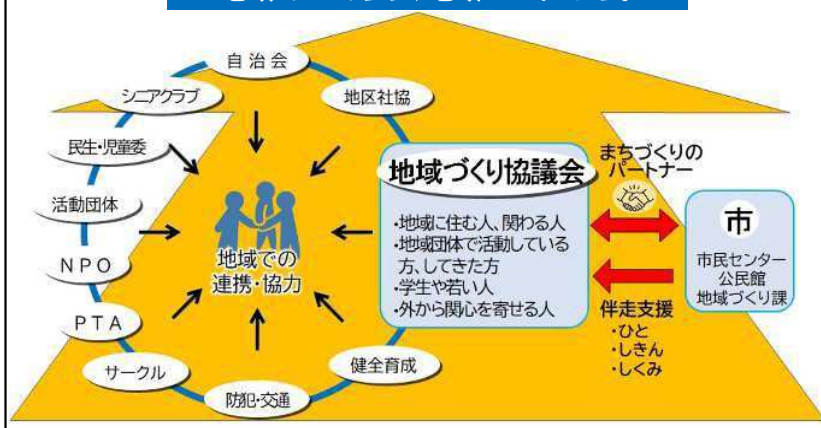 自治会
シニアクラブ
地区社協
民生・児童委
活動団体
NPO
PTA
サークル
防犯・交通
健全育成
地域での
連携・協力
地域づくり協議会
・地域に住む人、関わる人
・地域団体で活動している
方、してきた方
・学生や若い人
・外から関心を寄せる人
まちづくりの
パートナー
市
市民センター
公民館
地域づくり課
伴走支援
・ひと
・しきん
・しくみ